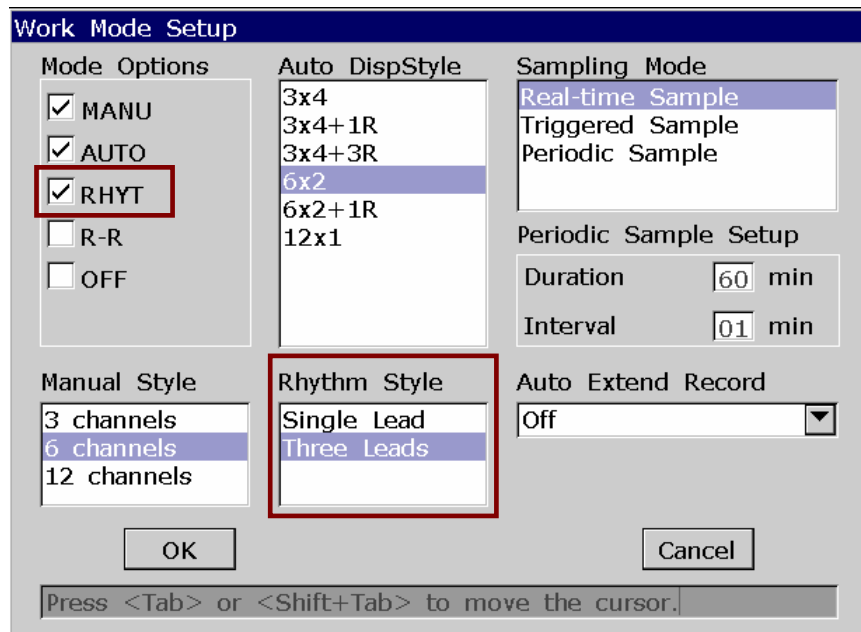 Work Mode Setup
Mode Options
MANU
AUTO
RHYT
R-R
OFF
Auto DispStyle
3x4
3x4+1R
3x4+3R
6x2
6x2+1R
12x1
Sampling Mode
Real-time Sample
Triggered Sample
Periodic Sample
Periodic Sample Setup
Duration 60 min
Interval 01 min
Manual Style
3 channels
6 channels
12 channels
Rhythm Style
Single Lead
Three Leads
Auto Extend Record
Off
OK
Cancel
Press <Tab> or <Shift+Tab> to move the cursor.